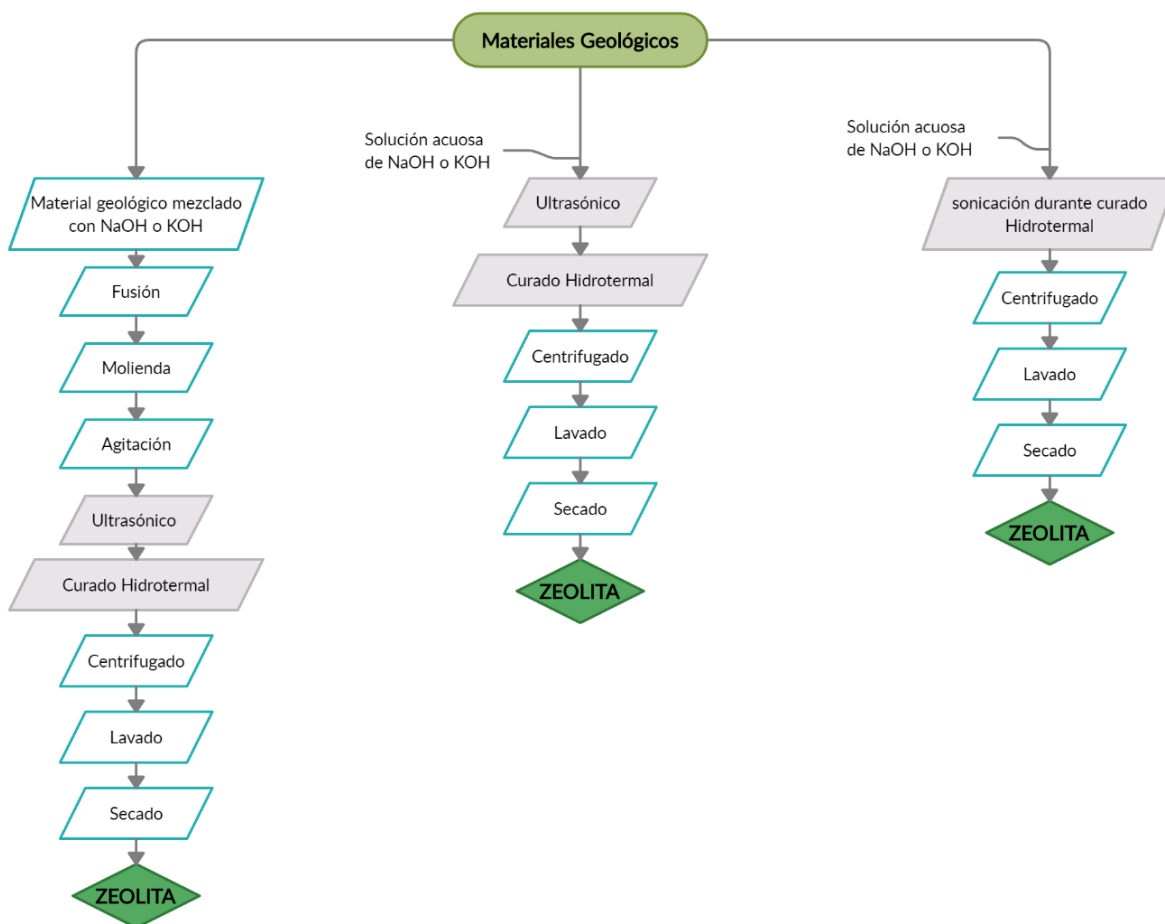 Materiales Geológicos
Material geológico mezclado
con NaOH o KOH
Fusión
Molienda
Agitación
Ultrasónico
Curado Hidrotermal
Centrifugado
Lavado
Secado
ZEOLITA
Solución acuosa
de NaOH o KOH
Ultrasónico
Curado Hidrotermal
Centrifugado
Lavado
Secado
ZEOLITA
Solución acuosa
de NaOH o KOH
sonicación durante curado
Hidrotermal
Centrifugado
Lavado
Secado
ZEOLITA